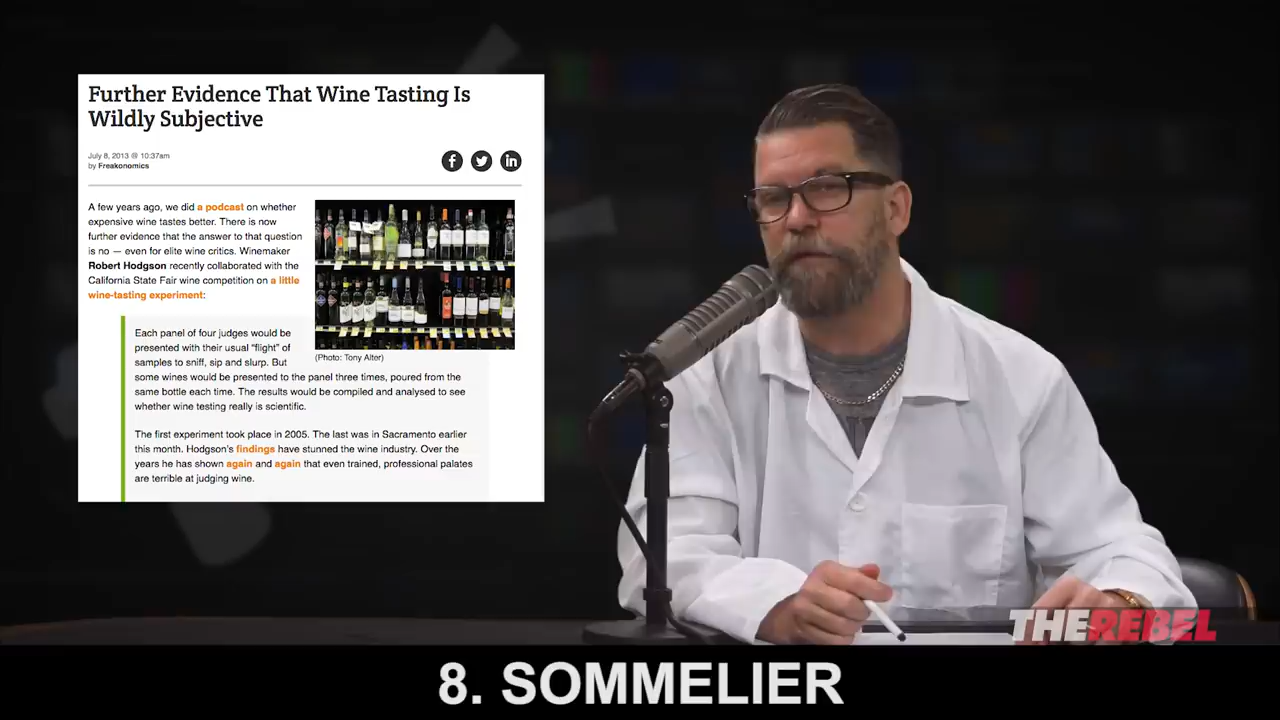 Further Evidence That Wine Tasting Is
Wildly Subjective
July 8, 2013 @ 10:37am
by Freakonomics
A few years ago, we did a podcast on whether
expensive wine tastes better. There is now
further evidence that the answer to that question
is no — even for elite wine critics. Winemaker
Robert Hodgson recently collaborated with the
California State Fair wine competition on a little
wine-tasting experiment:
(Photo: Tony Alter)
Each panel of four judges would be
presented with their usual "flight" of
samples to sniff, sip and slurp. But
some wines would be presented to the panel three times, poured from the
same bottle each time. The results would be compiled and analysed to see
whether wine testing really is scientific.
The first experiment took place in 2005. The last was in Sacramento earlier
this month. Hodgson's findings have stunned the wine industry. Over the
years he has shown again and again that even trained, professional palates
are terrible at judging wine.
THEREBEL
8. SOMMELIER